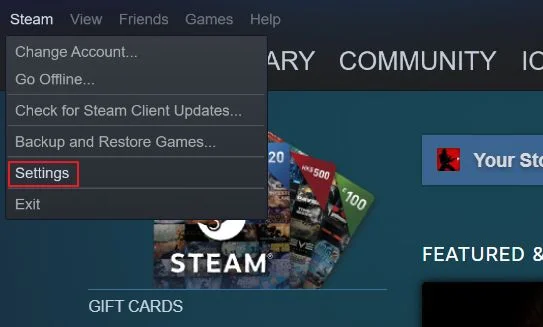 Steam View Friends Games Help
Change Account...
Go Offline...
ARY COMMUNITY
Check for Steam Client Updates...
Backup and Restore Games...
20
HK$500
£100
Your Sto
Settings
Exit
STEAM®
FEATURED &
GIFT CARDS